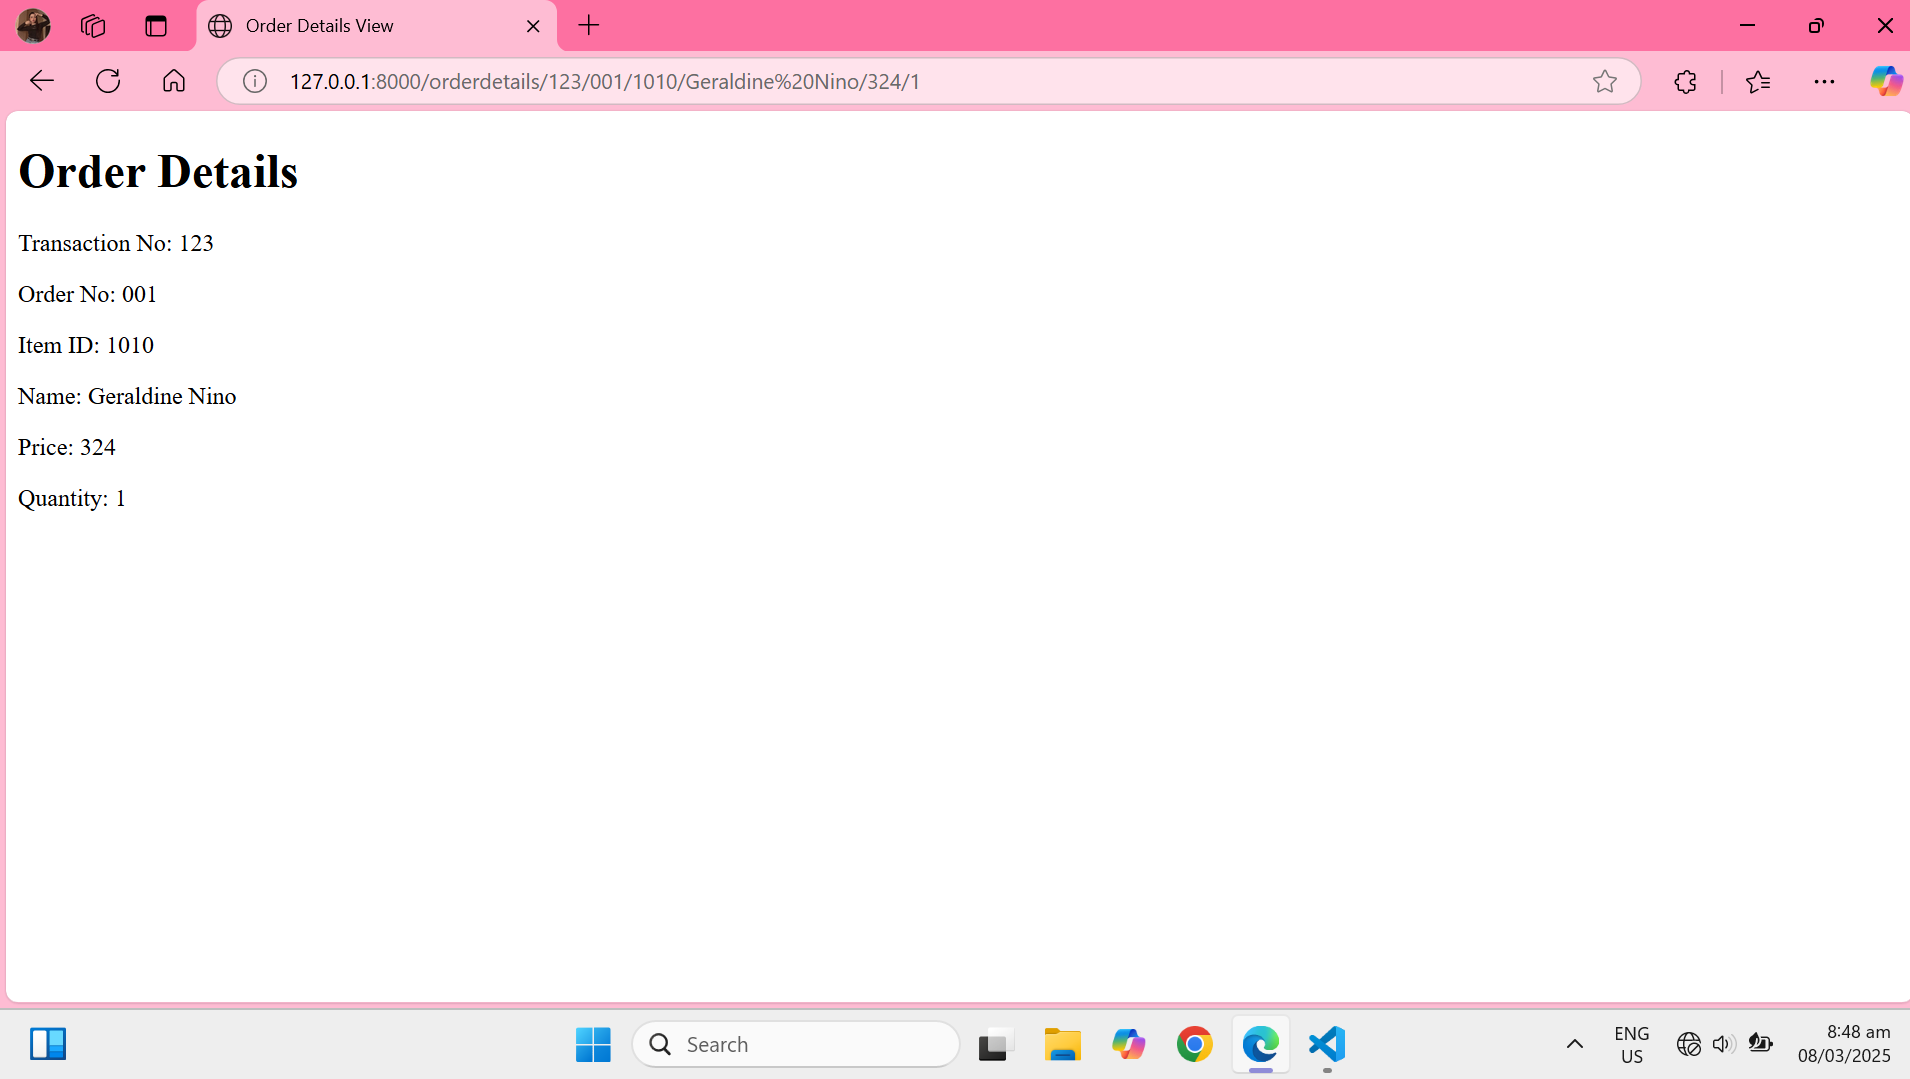 Order Details View
127.0.0.1:8000/orderdetails/123/001/1010/Geraldine%20Nino/324/1
Order Details
Transaction No: 123
Order No: 001
Item ID: 1010
Name: Geraldine Nino
Price: 324
Quantity: 1
Search
ENG
US
8:48 am
08/03/2025